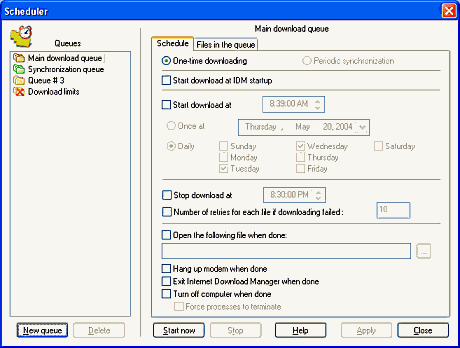 Scheduler
Main download queue
Queues
Schedule Files in the queue
Main download queue
Synchronization queue
Queue # 3
Download limits
One-time downloading Periodic synchronization
Start download at IDM startup
Start download at 8:39:00 AM
Once at Thursday , May 20, 2004
Daily Sunday Wednesday Saturday
Monday Thursday
Tuesday Friday
Stop download at 8:30:00 PM
Number of retries for each file if downloading failed : 10
Open the following file when done:
...
Hang up modem when done
Exit Internet Download Manager when done
Turn off computer when done
Force processes to terminate
New queue Delete Start now Stop Help Apply Close